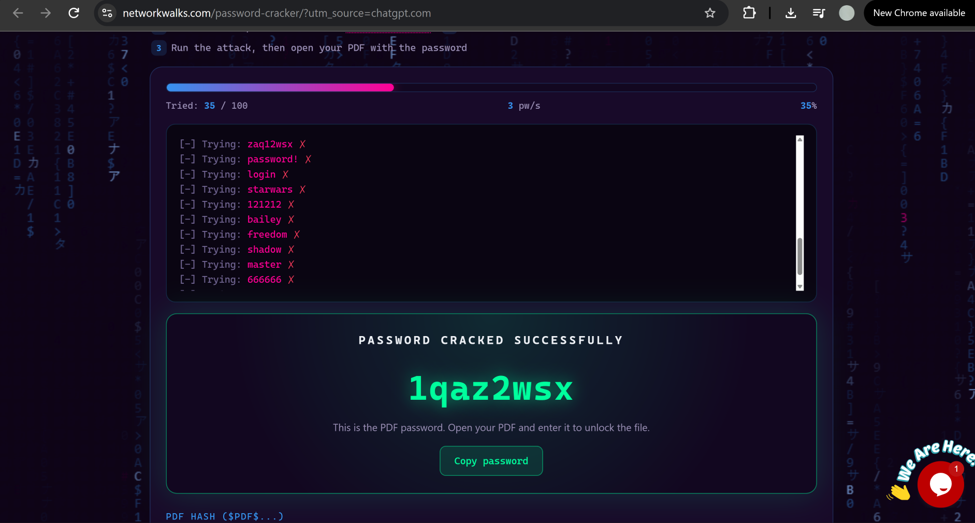 networkwalks.com/password-cracker/?utm_source=chatgpt.com
New Chrome available
3 Run the attack, then open your PDF with the password
Tried: 35 / 100 3 pw/s 35%
[-] Trying: zaq12wsx ✗
[-] Trying: password! ✗
[-] Trying: login ✗
[-] Trying: starwars ✗
[-] Trying: 121212 ✗
[-] Trying: bailey ✗
[-] Trying: freedom ✗
[-] Trying: shadow ✗
[-] Trying: master ✗
[-] Trying: 666666 ✗
PASSWORD CRACKED SUCCESSFULLY
1qaz2wsx
This is the PDF password. Open your PDF and enter it to unlock the file.
Copy password
We Are Here!
1
PDF HASH ($PDF$...)